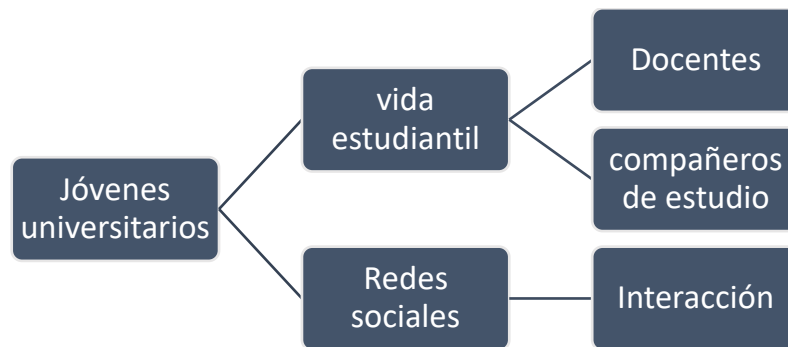 Jóvenes
universitarios
vida
estudiantil
Docentes
compañeros
de estudio
Redes
sociales
Interacción